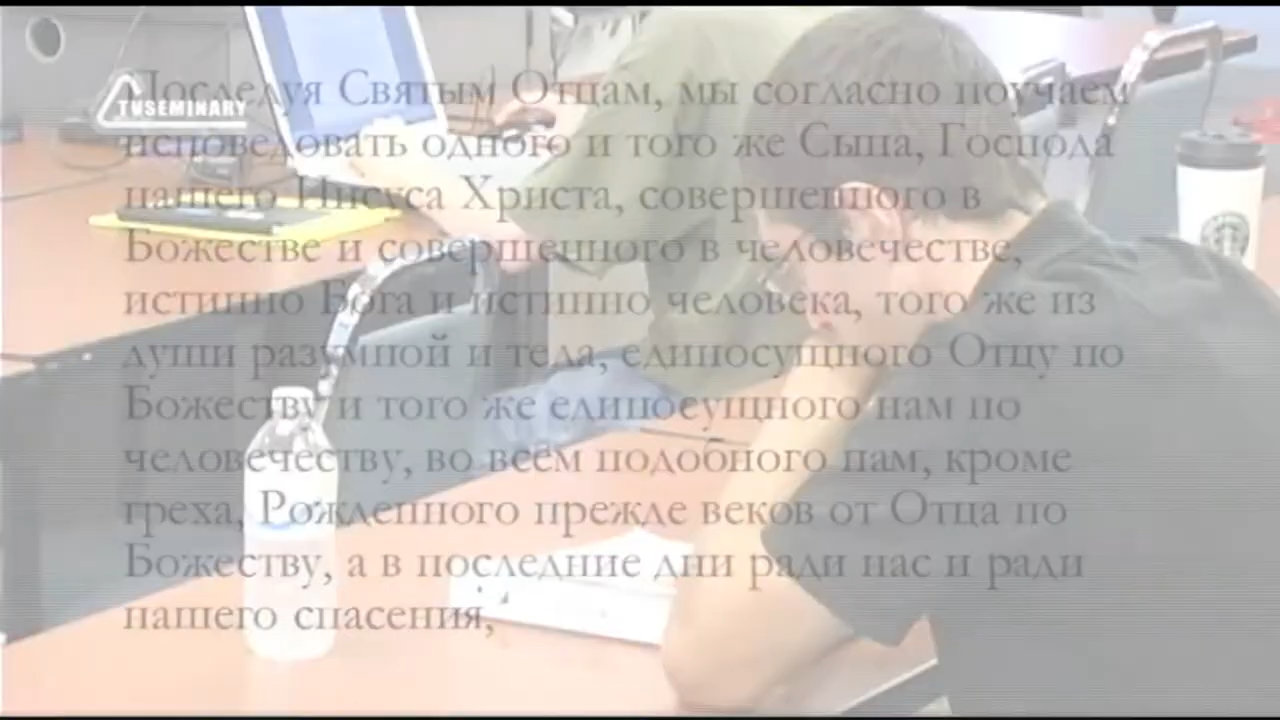 TVSEMINARY
Последуя Святым Отцам, мы согласно поучаем
исповедовать одного и того же Сына, Господа
нашего Иисуса Христа, совершенного в
Божестве и совершенного в человечестве,
истинно Бога и истинно человека, того же из
души разумной и тела, единосущного Отцу по
Божеству и того же единосущного нам по
человечеству, во всем подобного нам, кроме
греха, Рожденного прежде веков от Отца по
Божеству, а в последние дни ради нас и ради
нашего спасения,